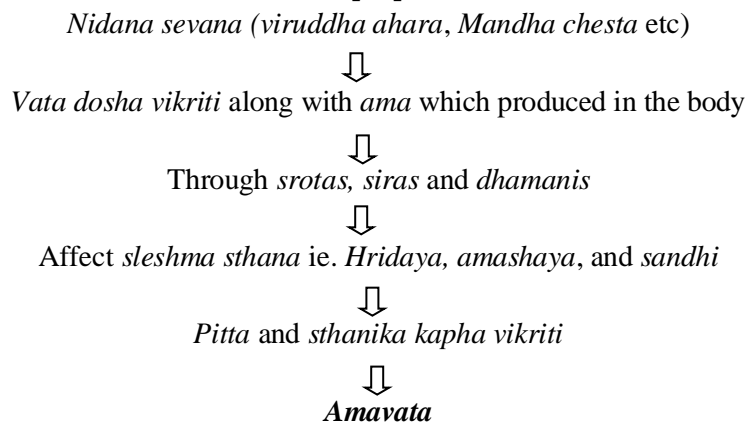 Nidana sevana (viruddha ahara, Mandha chesta etc)
Vata dosha vikriti along with ama which produced in the body
Through srotas, siras and dhamanis
Affect sleshma sthana ie. Hridaya, amashaya, and sandhi
Pitta and sthanika kapha vikriti
Amavata